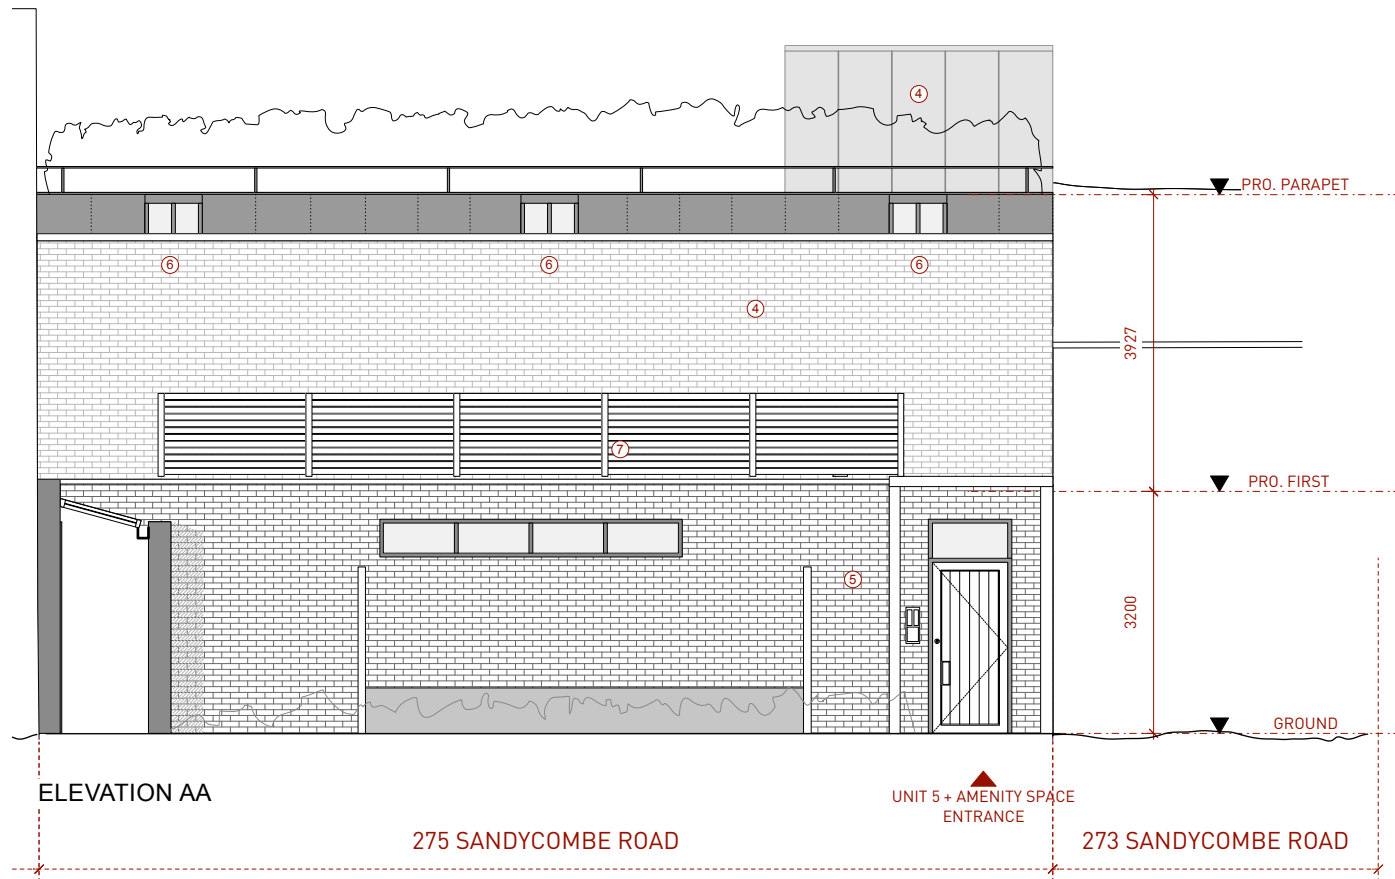 4
PRO. PARAPET
6
6
6
4
3927
7
PRO. FIRST
5
3200
GROUND
ELEVATION AA
UNIT 5 + AMENITY SPACE
ENTRANCE
275 SANDYCOMBE ROAD
273 SANDYCOMBE ROAD